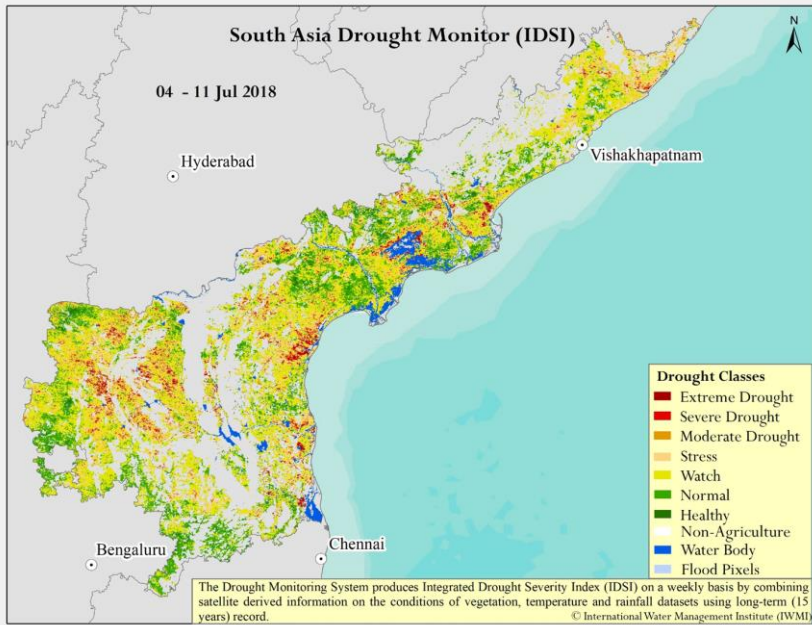 South Asia Drought Monitor (IDSI)
N
04 - 11 Jul 2018
Hyderabad
Vishakhapatnam
Drought Classes
Extreme Drought
Severe Drought
Moderate Drought
Stress
Watch
Normal
Healthy
Non-Agriculture
Water Body
Flood Pixels
Bengaluru
Chennai
The Drought Monitoring System produces Integrated Drought Severity Index (IDSI) on a weekly basis by combining
satellite derived information on the conditions of vegetation, temperature and rainfall datasets using long-term (15
years) record.
© International Water Management Institute (IWMI)